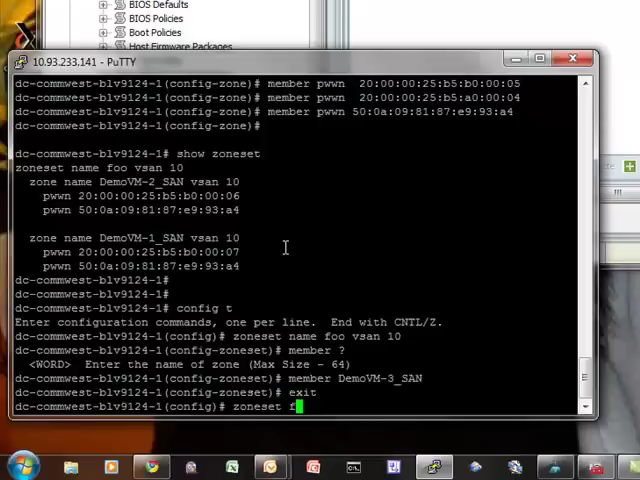 BIOS Defaults
BIOS Policies
Boot Policies
Host Firmware Packages
10.93.233.141 - PuTTY
dc-commwest-blv9124-1(config-zone)# member pwwn  20:00:00:25:b5:b0:00:05
dc-commwest-blv9124-1(config-zone)# member pwwn  20:00:00:25:b5:a0:00:04
dc-commwest-blv9124-1(config-zone)# member pwwn 50:0a:09:81:87:e9:93:a4
dc-commwest-blv9124-1(config-zone)#
dc-commwest-blv9124-1# show zoneset
zoneset name foo vsan 10
zone name DemoVM-2_SAN vsan 10
pwwn 20:00:00:25:b5:b0:00:06
pwwn 50:0a:09:81:87:e9:93:a4
zone name DemoVM-1_SAN vsan 10
pwwn 20:00:00:25:b5:b0:00:07
pwwn 50:0a:09:81:87:e9:93:a4
dc-commwest-blv9124-1#
dc-commwest-blv9124-1#
dc-commwest-blv9124-1# config t
Enter configuration commands, one per line.  End with CNTL/Z.
dc-commwest-blv9124-1(config)# zoneset name foo vsan 10
dc-commwest-blv9124-1(config-zoneset)# member ?
<WORD>  Enter the name of zone (Max Size - 64)
dc-commwest-blv9124-1(config-zoneset)# member DemoVM-3_SAN
dc-commwest-blv9124-1(config-zoneset)# exit
dc-commwest-blv9124-1(config)# zoneset f